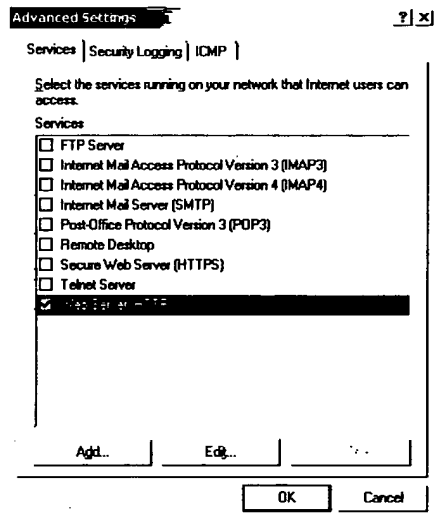 Advanced Settings
? x
Services Security Logging ICMP
Select the services running on your network that Internet users can
access.
Services
FTP Server
Internet Mail Access Protocol Version 3 (IMAP3)
Internet Mail Access Protocol Version 4 (IMAP4)
Internet Mail Server (SMTP)
Post-Office Protocol Version 3 (POP3)
Remote Desktop
Secure Web Server (HTTPS)
Telnet Server
Web Server HTTP
Add... Edit...
OK Cancel